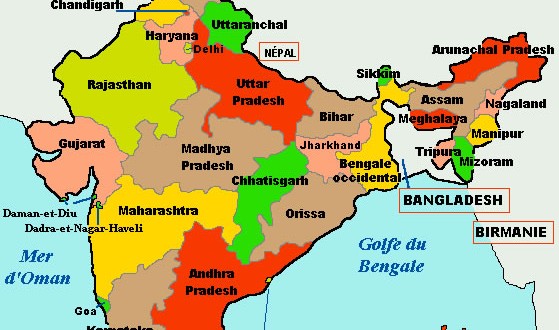 Chandigarh
Uttaranchal
Haryana
Delhi
NÉPAL
Arunachal Pradesh
Rajasthan
Sikkim
Uttar
Pradesh
Assam
Nagaland
Bihar
Meghalaya
Manipur
Gujarat
Madhya
Pradesh
Jharkhand
Tripura
Mizoram
Bengale
occidental
Chhatisgarh
BANGLADESH
Daman-et-Diu
Maharashtra
Orissa
Dadra-et-Nagar-Haveli
BIRMANIE
Mer
d'Oman
Golfe du
Bengale
Andhra
Pradesh
Goa